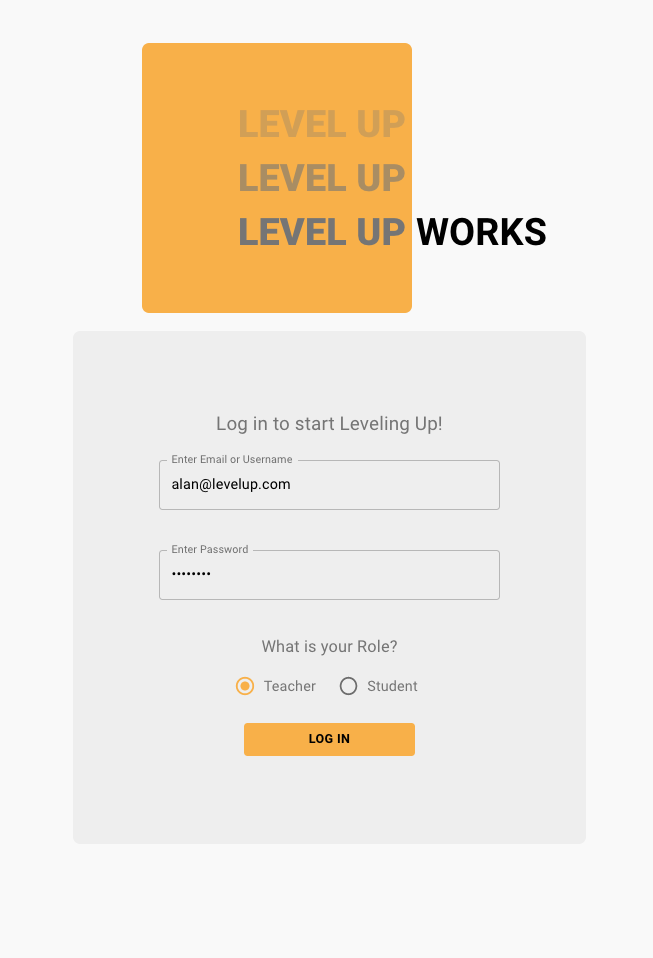 LEVEL UP
LEVEL UP
LEVEL UP WORKS
Log in to start Leveling Up!
Enter Email or Username
alan@levelup.com
Enter Password
••••••••
What is your Role?
Teacher Student
LOG IN